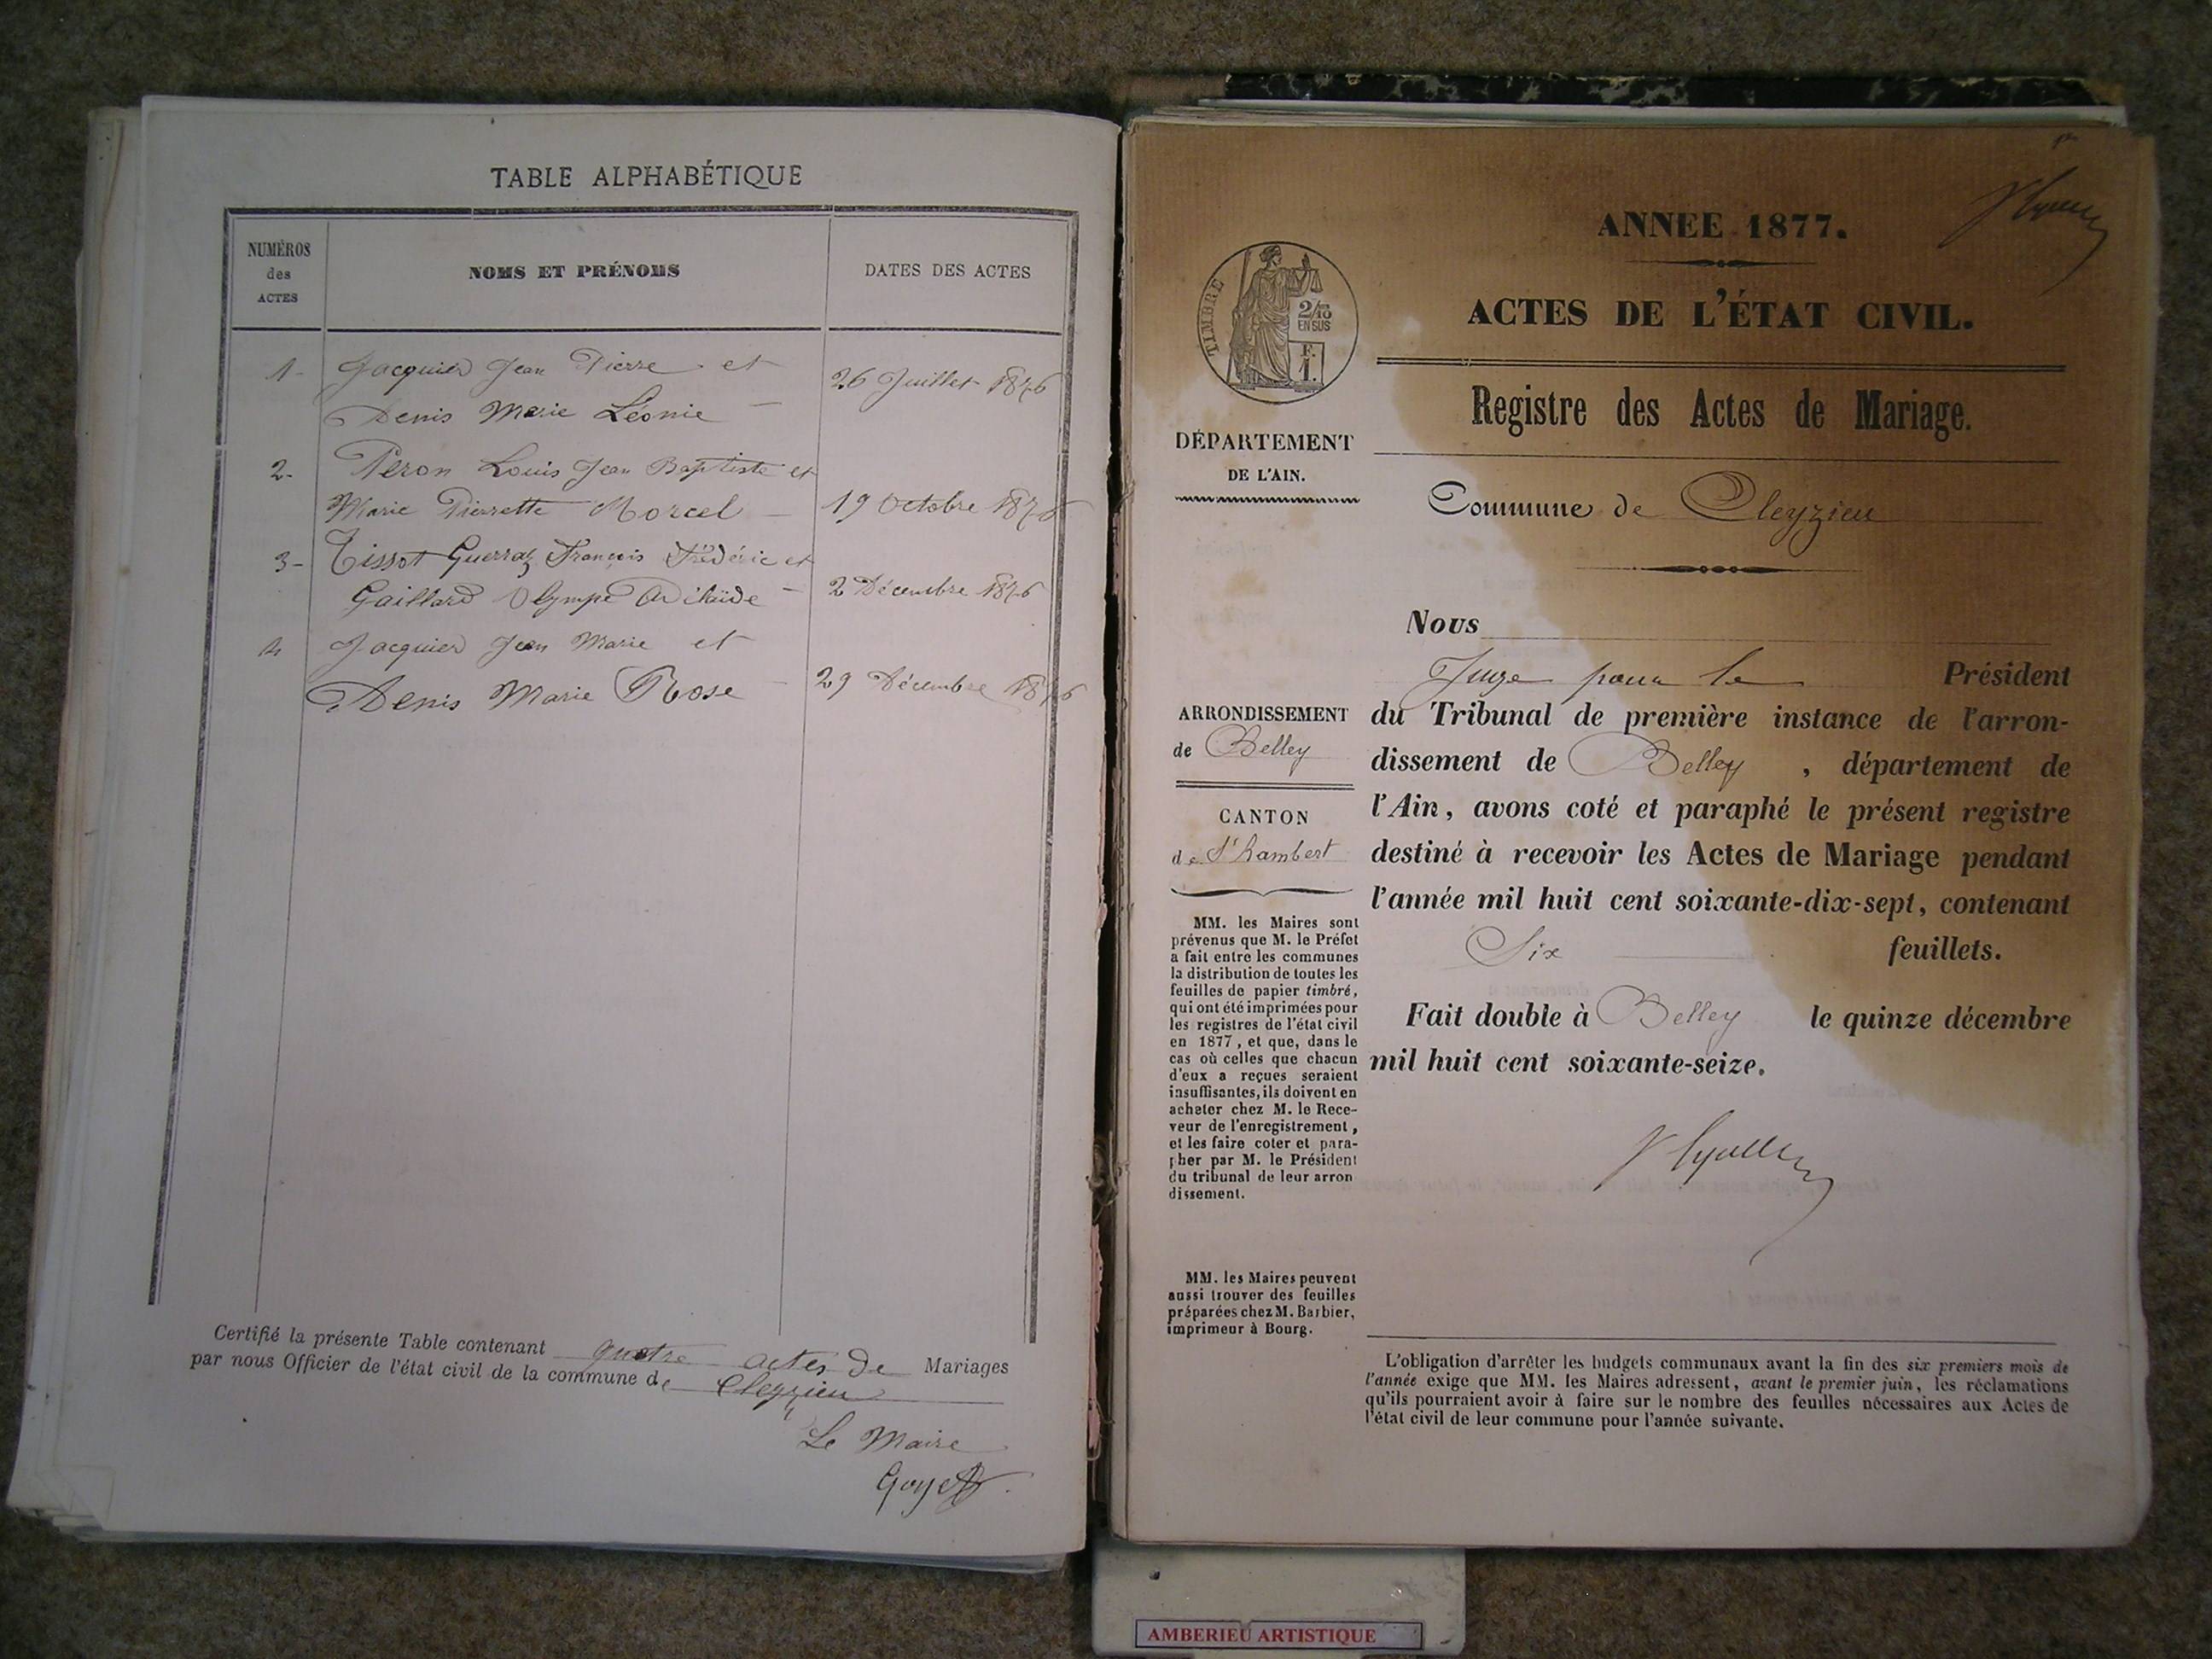 TABLE ALPHABÉTIQUE
NUMÉROS
des
ACTES
NOMS ET PRÉNOMS
DATES DES ACTES
1- Jacquier Jean Pierre et
Denis Marie Léonie - 26 Juillet 1876
2- Peron Louis Jean Baptiste et
Marie Pierrette Morcel - 19 Octobre 1876
3- Tissot Guerraz François Frédéric et
Gaillard Olympe Adélaïde - 2 Décembre 1876
4 Jacquier Jean Marie et
Denis Marie Rose - 29 Décembre 1876
Certifié la présente Table contenant quatre actes de Mariages
par nous Officier de l'état civil de la commune de Cleyzieu
Le Maire
Goyet
ANNEE 1877.
ACTES DE L'ÉTAT CIVIL.
TIMBRE
2/10
EN SUS
F.
1.
Registre des Actes de Mariage.
DÉPARTEMENT
DE L'AIN.
Commune de Cleyzieu
Nous
Juge pour le Président
du Tribunal de première instance de l'arron-
dissement de Belley, département de
l'Ain, avons coté et paraphé le présent registre
destiné à recevoir les Actes de Mariage pendant
l'année mil huit cent soixante-dix-sept, contenant
Six feuillets.
Fait double à Belley le quinze décembre
mil huit cent soixante-seize.
ARRONDISSEMENT
de Belley
CANTON
de St Rambert
MM. les Maires sont
prévenus que M. le Préfet
a fait entre les communes
la distribution de toutes les
feuilles de papier timbré,
qui ont été imprimées pour
les registres de l'état civil
en 1877, et que, dans le
cas où celles que chacun
d'eux a reçues seraient
insuffisantes, ils doivent en
acheter chez M. le Rece-
veur de l'enregistrement,
et les faire coter et para-
pher par M. le Président
du tribunal de leur arron
dissement.
MM. les Maires peuvent
aussi trouver des feuilles
préparées chez M. Barbier,
imprimeur à Bourg.
L'obligation d'arrêter les budgets communaux avant la fin des six premiers mois de
l'année exige que MM. les Maires adressent, avant le premier juin, les réclamations
qu'ils pourraient avoir à faire sur le nombre des feuilles nécessaires aux Actes de
l'état civil de leur commune pour l'année suivante.
AMBERIEU ARTISTIQUE